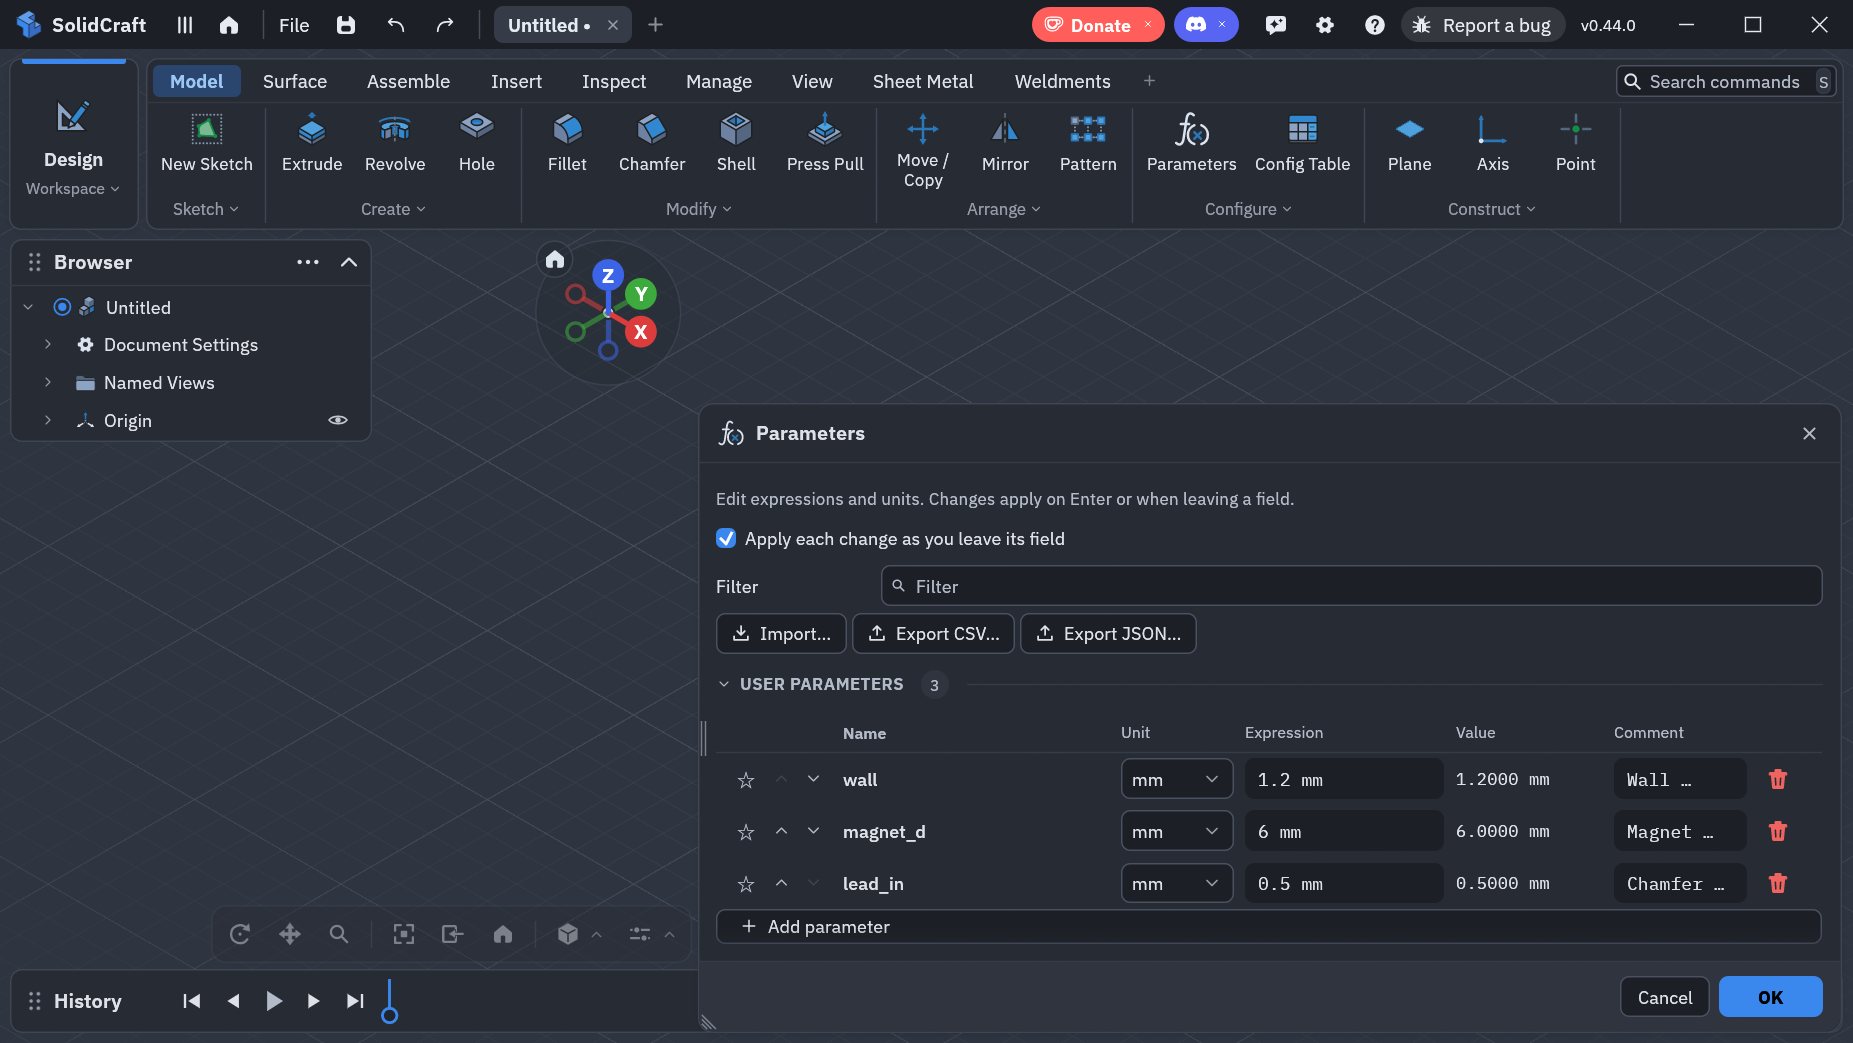 SolidCraft File Untitled • Donate Report a bug v0.44.0
Model Surface Assemble Insert Inspect Manage View Sheet Metal Weldments Search commands S
Design
Workspace
New Sketch Extrude Revolve Hole Fillet Chamfer Shell Press Pull Move / Copy Mirror Pattern Parameters Config Table Plane Axis Point
Sketch Create Modify Arrange Configure Construct
Browser
Untitled
Document Settings
Named Views
Origin
Z
Y
X
Parameters
Edit expressions and units. Changes apply on Enter or when leaving a field.
Apply each change as you leave its field
Filter Filter
Import... Export CSV... Export JSON...
USER PARAMETERS 3
Name Unit Expression Value Comment
wall mm 1.2 mm 1.2000 mm Wall …
magnet_d mm 6 mm 6.0000 mm Magnet …
lead_in mm 0.5 mm 0.5000 mm Chamfer …
Add parameter
Cancel OK
History